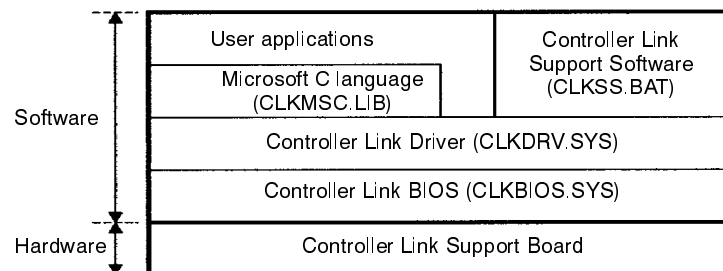 User applications
Controller Link
Support Software
(CLKSS.BAT)
Microsoft C language
(CLKMSC.LIB)
Software
Controller Link Driver (CLKDRV.SYS)
Controller Link BIOS (CLKBIOS.SYS)
Hardware
Controller Link Support Board